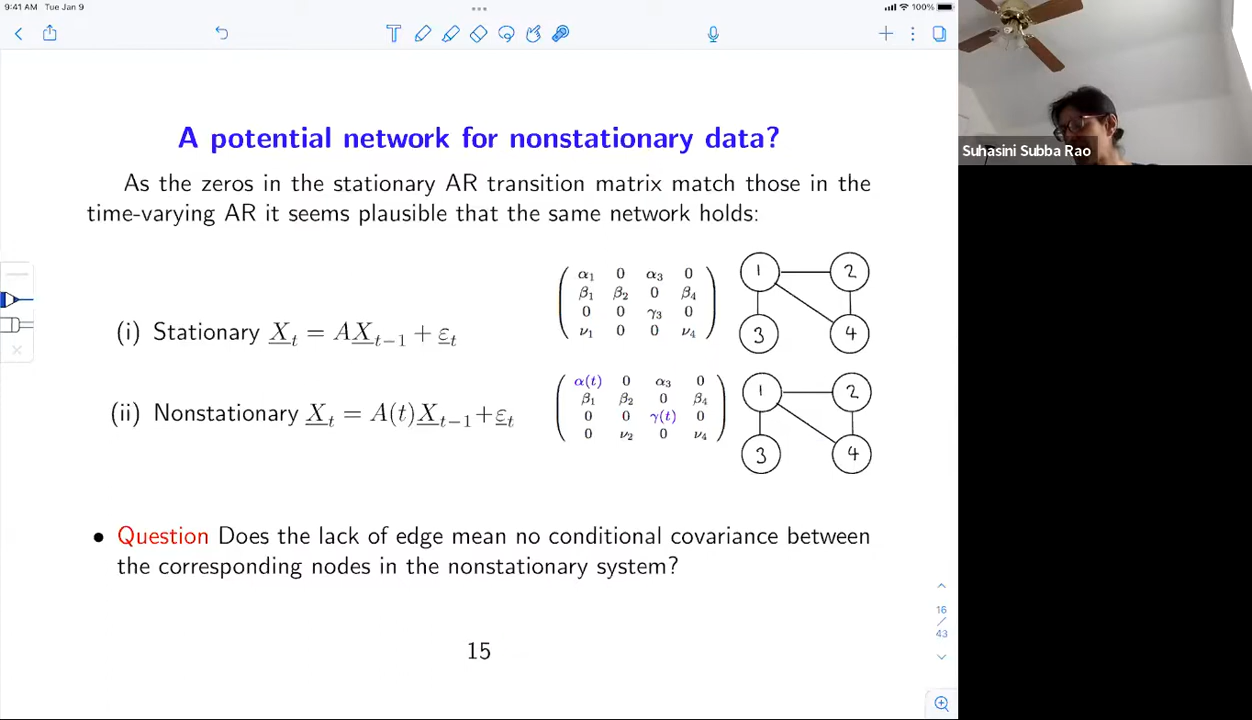 9:41 AM Tue Jan 9
100%
A potential network for nonstationary data?
As the zeros in the stationary AR transition matrix match those in the
time-varying AR it seems plausible that the same network holds:
(i) Stationary X_t = AX_{t−1} + ε_t
α₁ 0 α₃ 0
β₁ β₂ 0 β₄
0 0 γ₃ 0
ν₁ 0 0 ν₄
1 2
3 4
(ii) Nonstationary X_t = A(t)X_{t−1}+ε_t
α(t) 0 α₃ 0
β₁ β₂ 0 β₄
0 0 γ(t) 0
0 ν₂ 0 ν₄
1 2
3 4
• Question Does the lack of edge mean no conditional covariance between
the corresponding nodes in the nonstationary system?
15
16
/
43
Suhasini Subba Rao